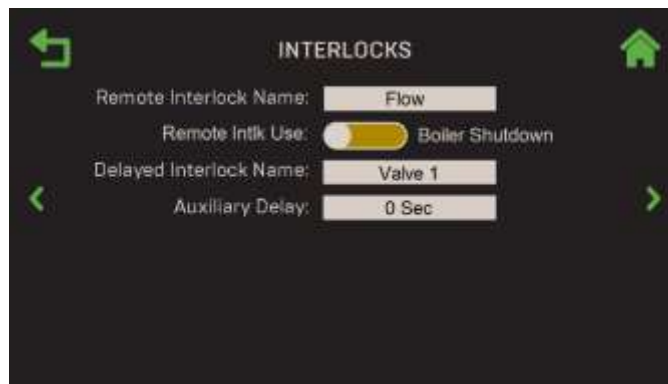 INTERLOCKS
Remote Interlock Name: Flow
Remote Intlk Use: Boiler Shutdown
Delayed Interlock Name: Valve 1
Auxiliary Delay: 0 Sec